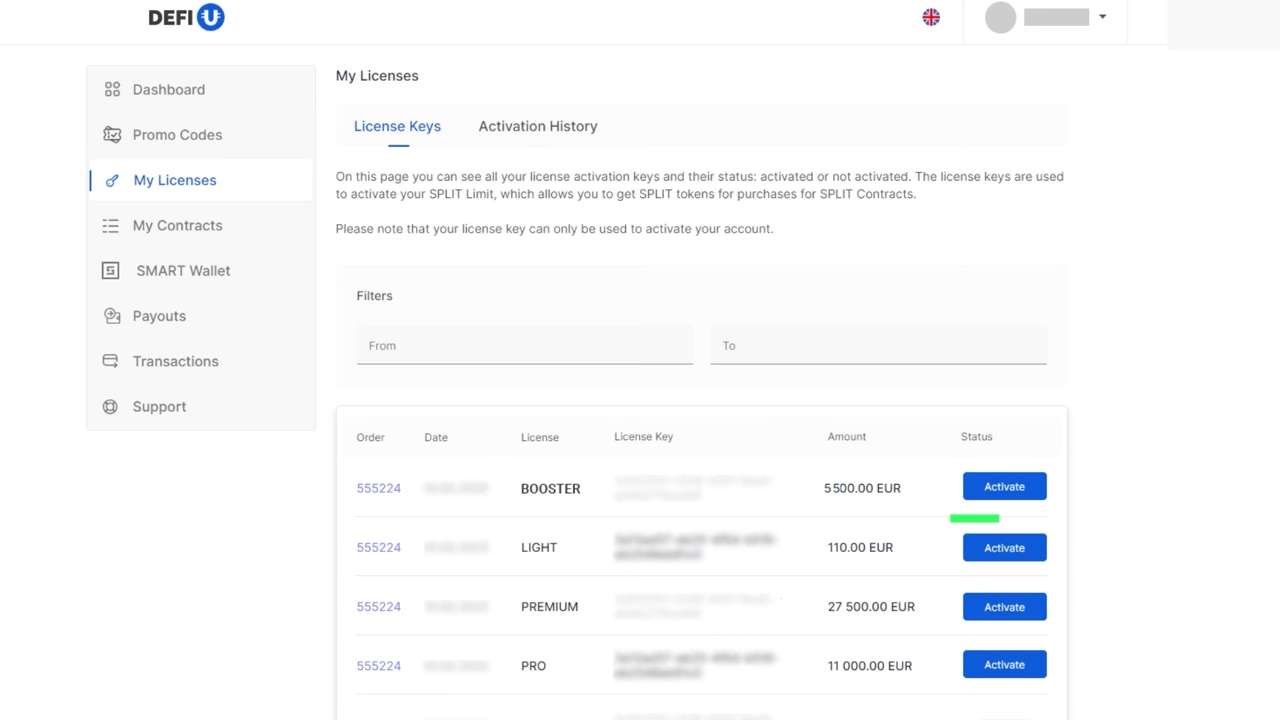 DEFI U
Dashboard
Promo Codes
My Licenses
My Contracts
SMART Wallet
Payouts
Transactions
Support
My Licenses
License Keys Activation History
On this page you can see all your license activation keys and their status: activated or not activated. The license keys are used
to activate your SPLIT Limit, which allows you to get SPLIT tokens for purchases for SPLIT Contracts.
Please note that your license key can only be used to activate your account.
Filters
From To
Order Date License License Key Amount Status
555224 BOOSTER 5500.00 EUR Activate
555224 LIGHT 110.00 EUR Activate
555224 PREMIUM 27 500.00 EUR Activate
555224 PRO 11 000.00 EUR Activate